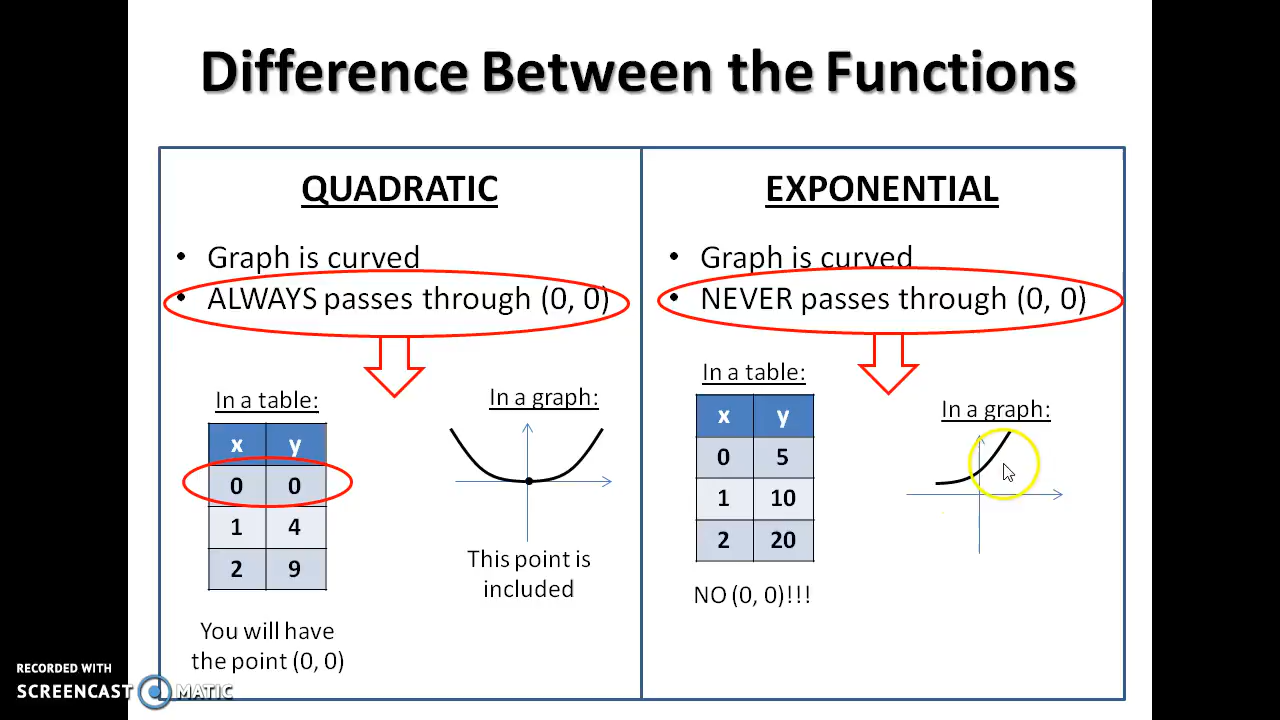 Difference Between the Functions
QUADRATIC
• Graph is curved
• ALWAYS passes through (0, 0)
In a table:
x y
0 0
1 4
2 9
You will have
the point (0, 0)
In a graph:
This point is
included
EXPONENTIAL
• Graph is curved
• NEVER passes through (0, 0)
In a table:
x y
0 5
1 10
2 20
NO (0, 0)!!!
In a graph:
RECORDED WITH
SCREENCAST MATIC